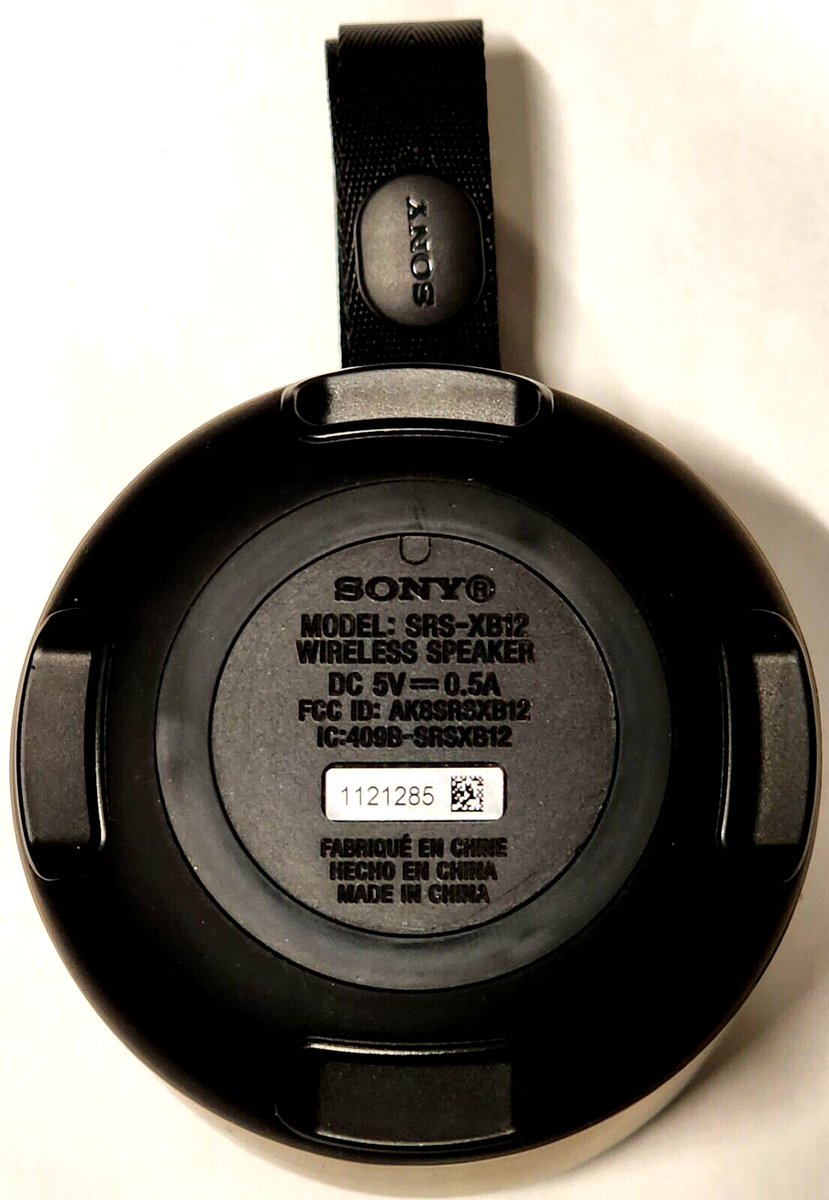 SONY
SONY®
MODEL: SRS-XB12
WIRELESS SPEAKER
DC 5V⎓0.5A
FCC ID: AK8SRSXB12
IC:409B-SRSXB12
1121285
FABRIQUÉ EN CHINE
HECHO EN CHINA
MADE IN CHINA